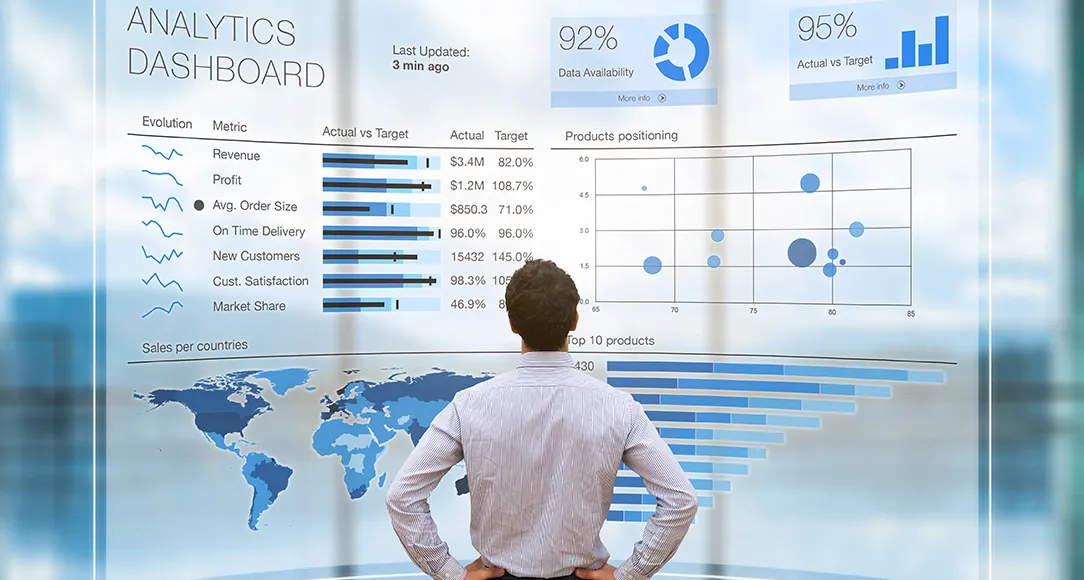 ANALYTICS
DASHBOARD
Last Updated:
3 min ago
92%
Data Availability
More info
95%
Actual vs Target
More info
Evolution Metric Actual vs Target Actual Target
Revenue $3.4M 82.0%
Profit $1.2M 108.7%
Avg. Order Size $850.3 71.0%
On Time Delivery 96.0% 96.0%
New Customers 15432 145.0%
Cust. Satisfaction 98.3%
Market Share 46.9%
Products positioning
6.0
4.5
3.0
1.5
0.0
65 70 75 80 85
Sales per countries
Top 10 products
430